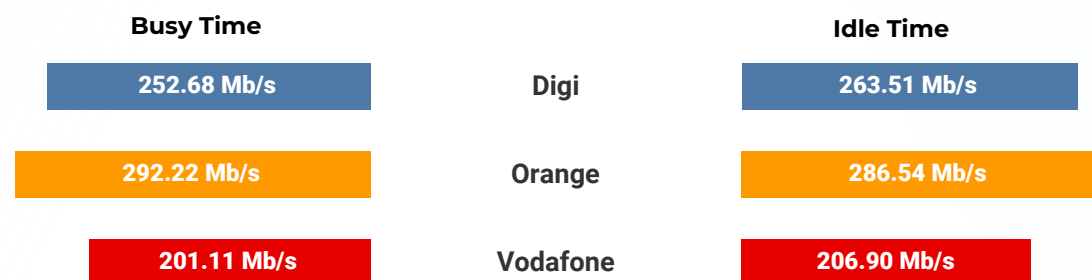 Busy Time
Idle Time
252.68 Mb/s Digi 263.51 Mb/s
292.22 Mb/s Orange 286.54 Mb/s
201.11 Mb/s Vodafone 206.90 Mb/s